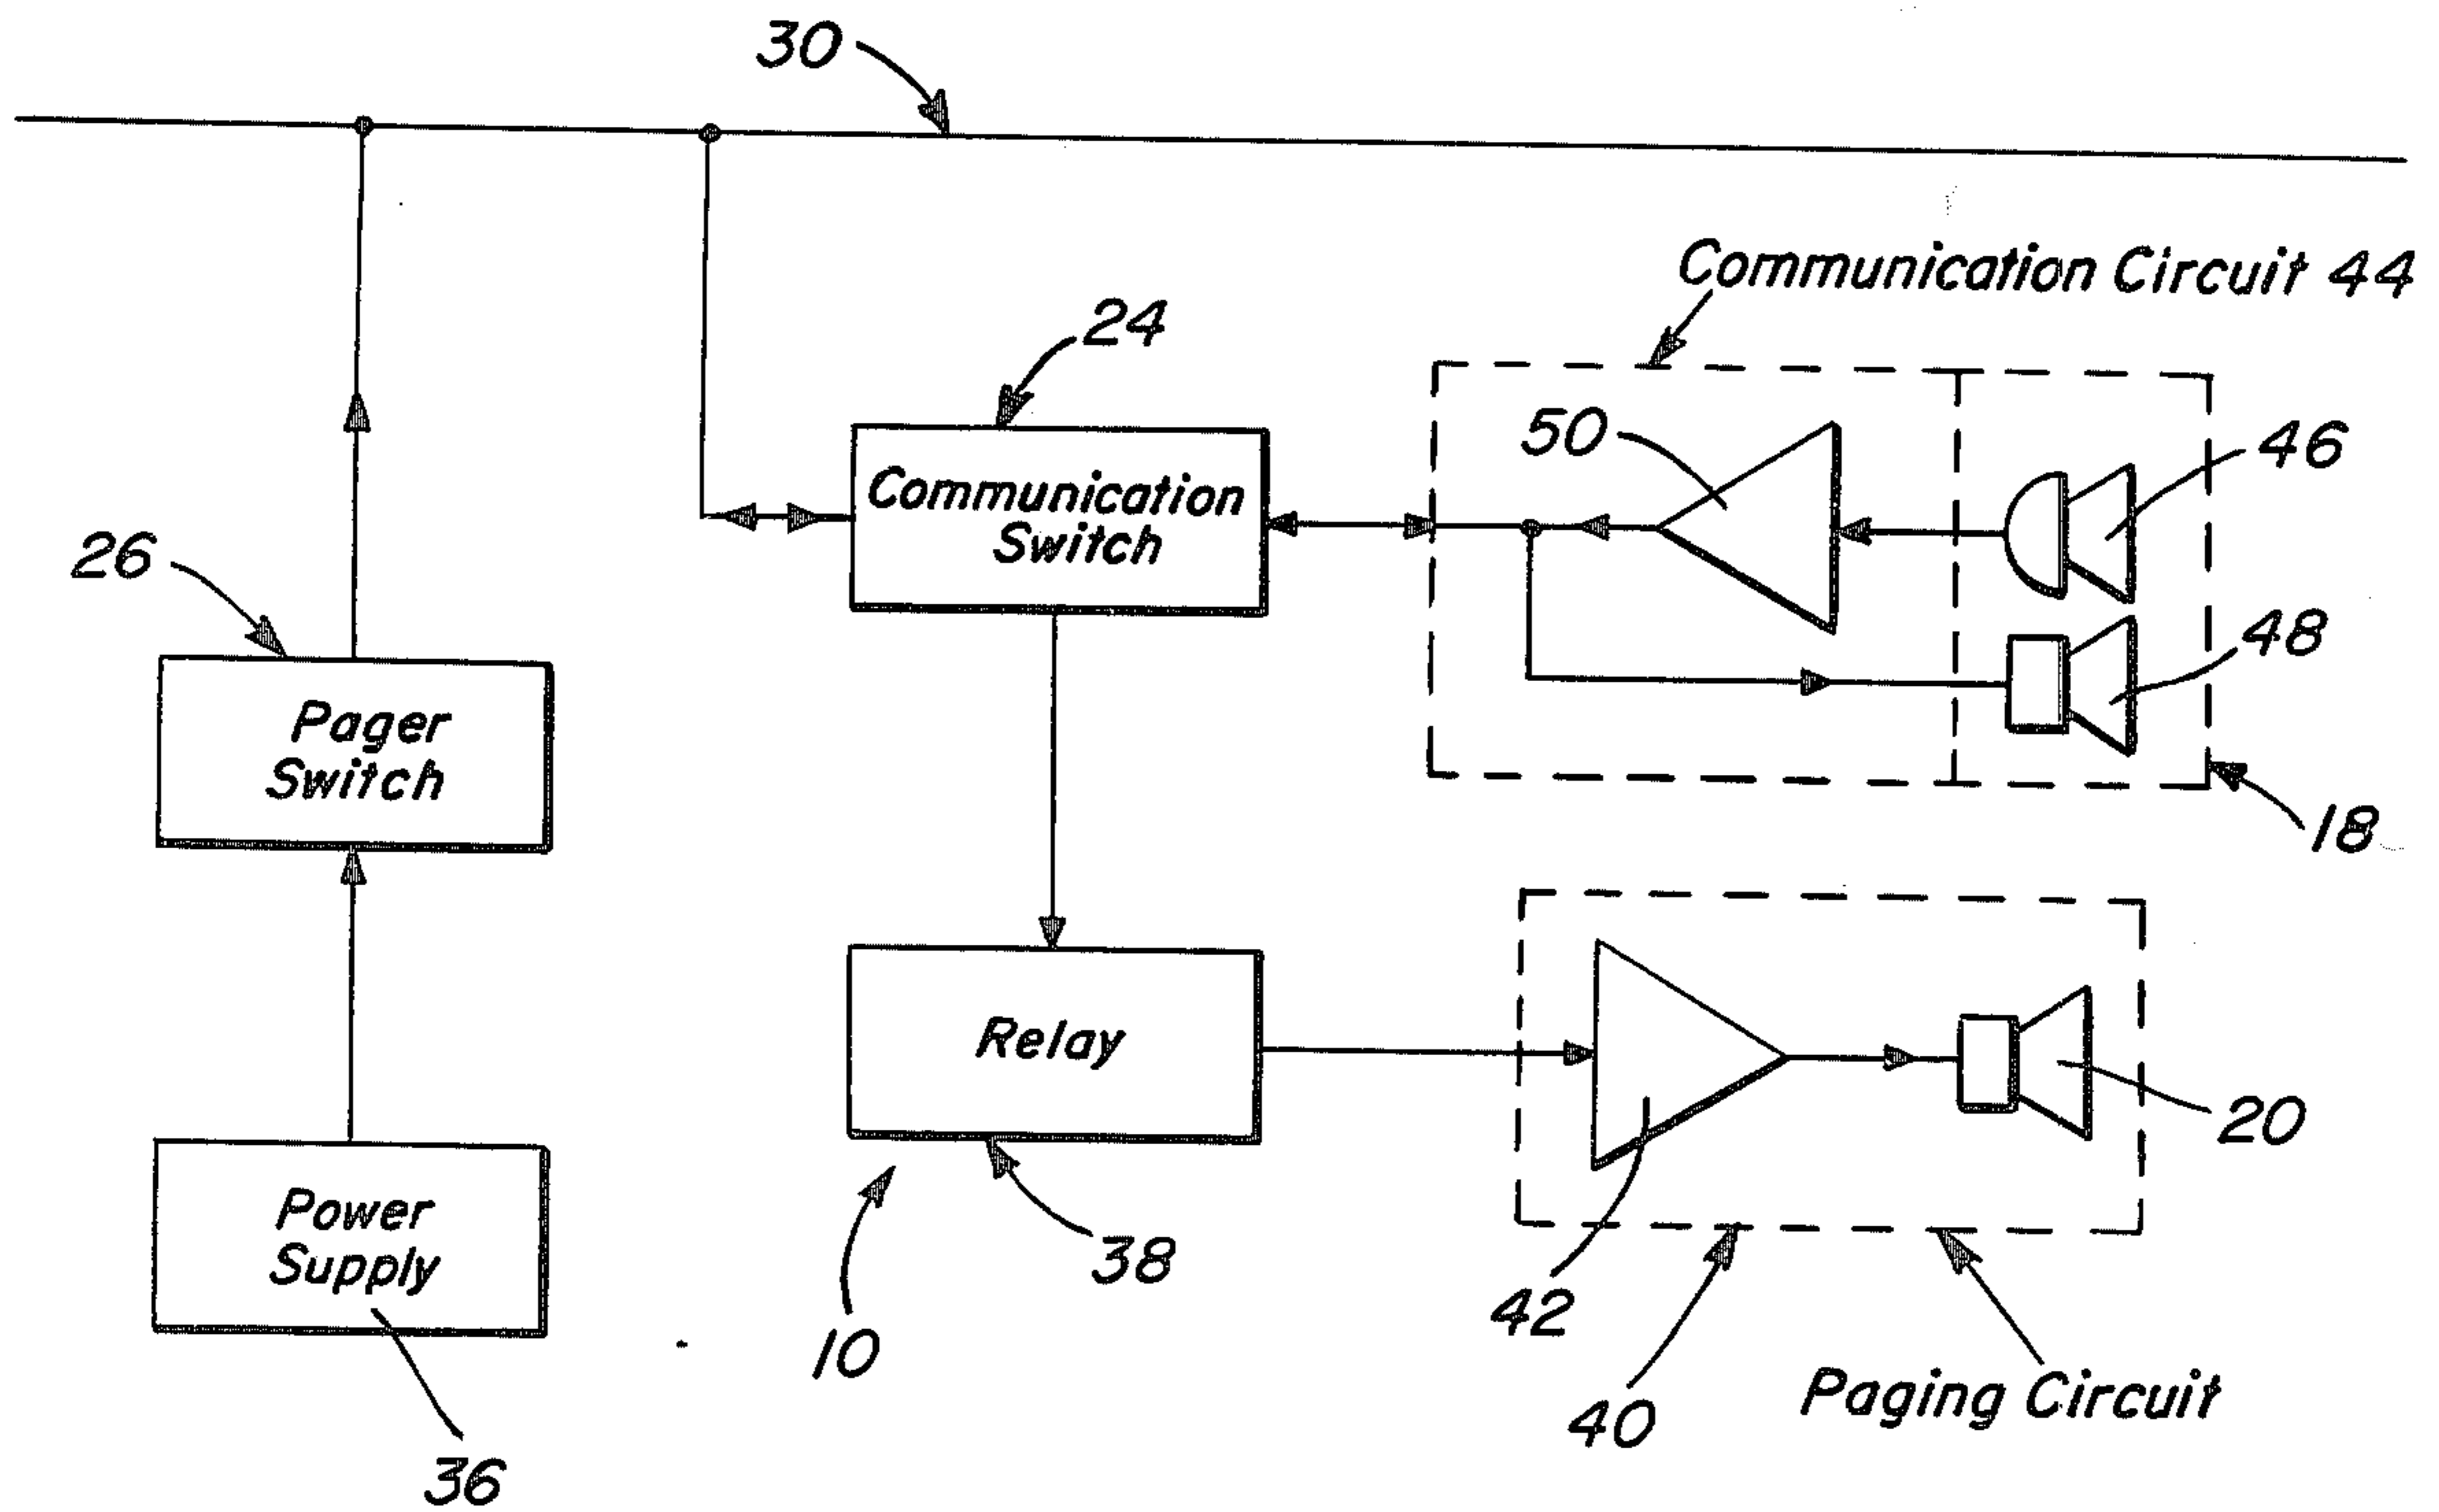 30
Communication Circuit 44
24
50
46
Communication
Switch
26
48
Pager
Switch
18
Relay
20
Power
Supply
38
42
10
40
Paging Circuit
36